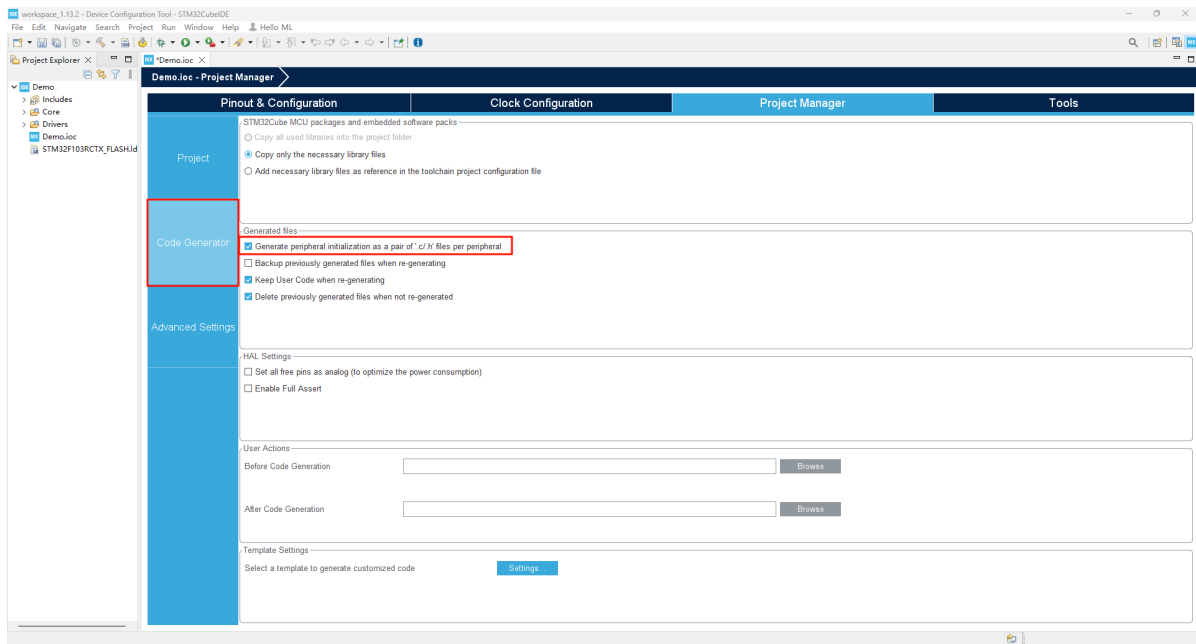 IDE workspace_1.13.2 - Device Configuration Tool - STM32CubeIDE
File Edit Navigate Search Project Run Window Help Hello ML
Project Explorer
MX *Demo.ioc
Demo.ioc - Project Manager
IDE Demo
Includes
Core
Drivers
MX Demo.ioc
STM32F103RCTX_FLASH.ld
Pinout & Configuration
Clock Configuration
Project Manager
Tools
Project
Code Generator
Advanced Settings
STM32Cube MCU packages and embedded software packs
Copy all used libraries into the project folder
Copy only the necessary library files
Add necessary library files as reference in the toolchain project configuration file
Generated files
Generate peripheral initialization as a pair of '.c/.h' files per peripheral
Backup previously generated files when re-generating
Keep User Code when re-generating
Delete previously generated files when not re-generated
HAL Settings
Set all free pins as analog (to optimize the power consumption)
Enable Full Assert
User Actions
Before Code Generation
Browse
After Code Generation
Browse
Template Settings
Select a template to generate customized code
Settings...